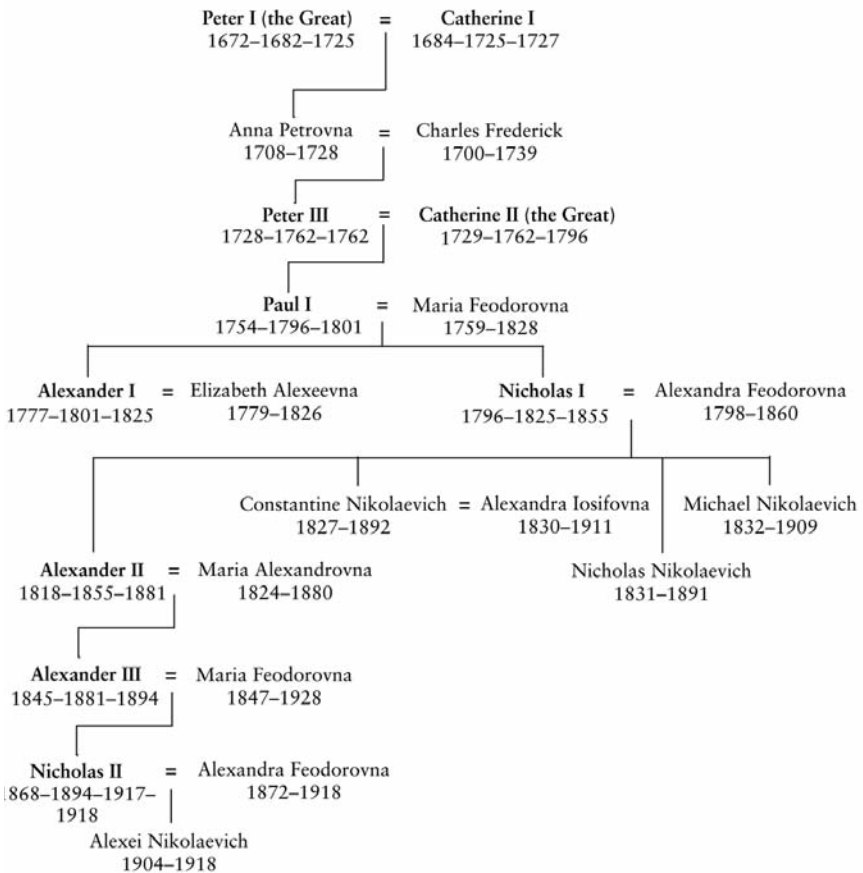 Peter I (the Great) = Catherine I
1672–1682–1725 1684–1725–1727
Anna Petrovna = Charles Frederick
1708–1728 1700–1739
Peter III = Catherine II (the Great)
1728–1762–1762 1729–1762–1796
Paul I = Maria Feodorovna
1754–1796–1801 1759–1828
Alexander I = Elizabeth Alexeevna Nicholas I = Alexandra Feodorovna
1777–1801–1825 1779–1826 1796–1825–1855 1798–1860
Constantine Nikolaevich = Alexandra Iosifovna Michael Nikolaevich
1827–1892 1830–1911 1832–1909
Alexander II = Maria Alexandrovna Nicholas Nikolaevich
1818–1855–1881 1824–1880 1831–1891
Alexander III = Maria Feodorovna
1845–1881–1894 1847–1928
Nicholas II = Alexandra Feodorovna
1868–1894–1917– 1872–1918
1918
Alexei Nikolaevich
1904–1918